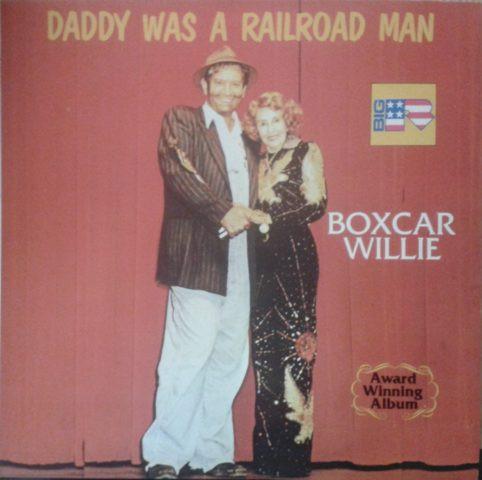 DADDY WAS A RAILROAD MAN
BIG
R
BOXCAR
WILLIE
Award
Winning
Album